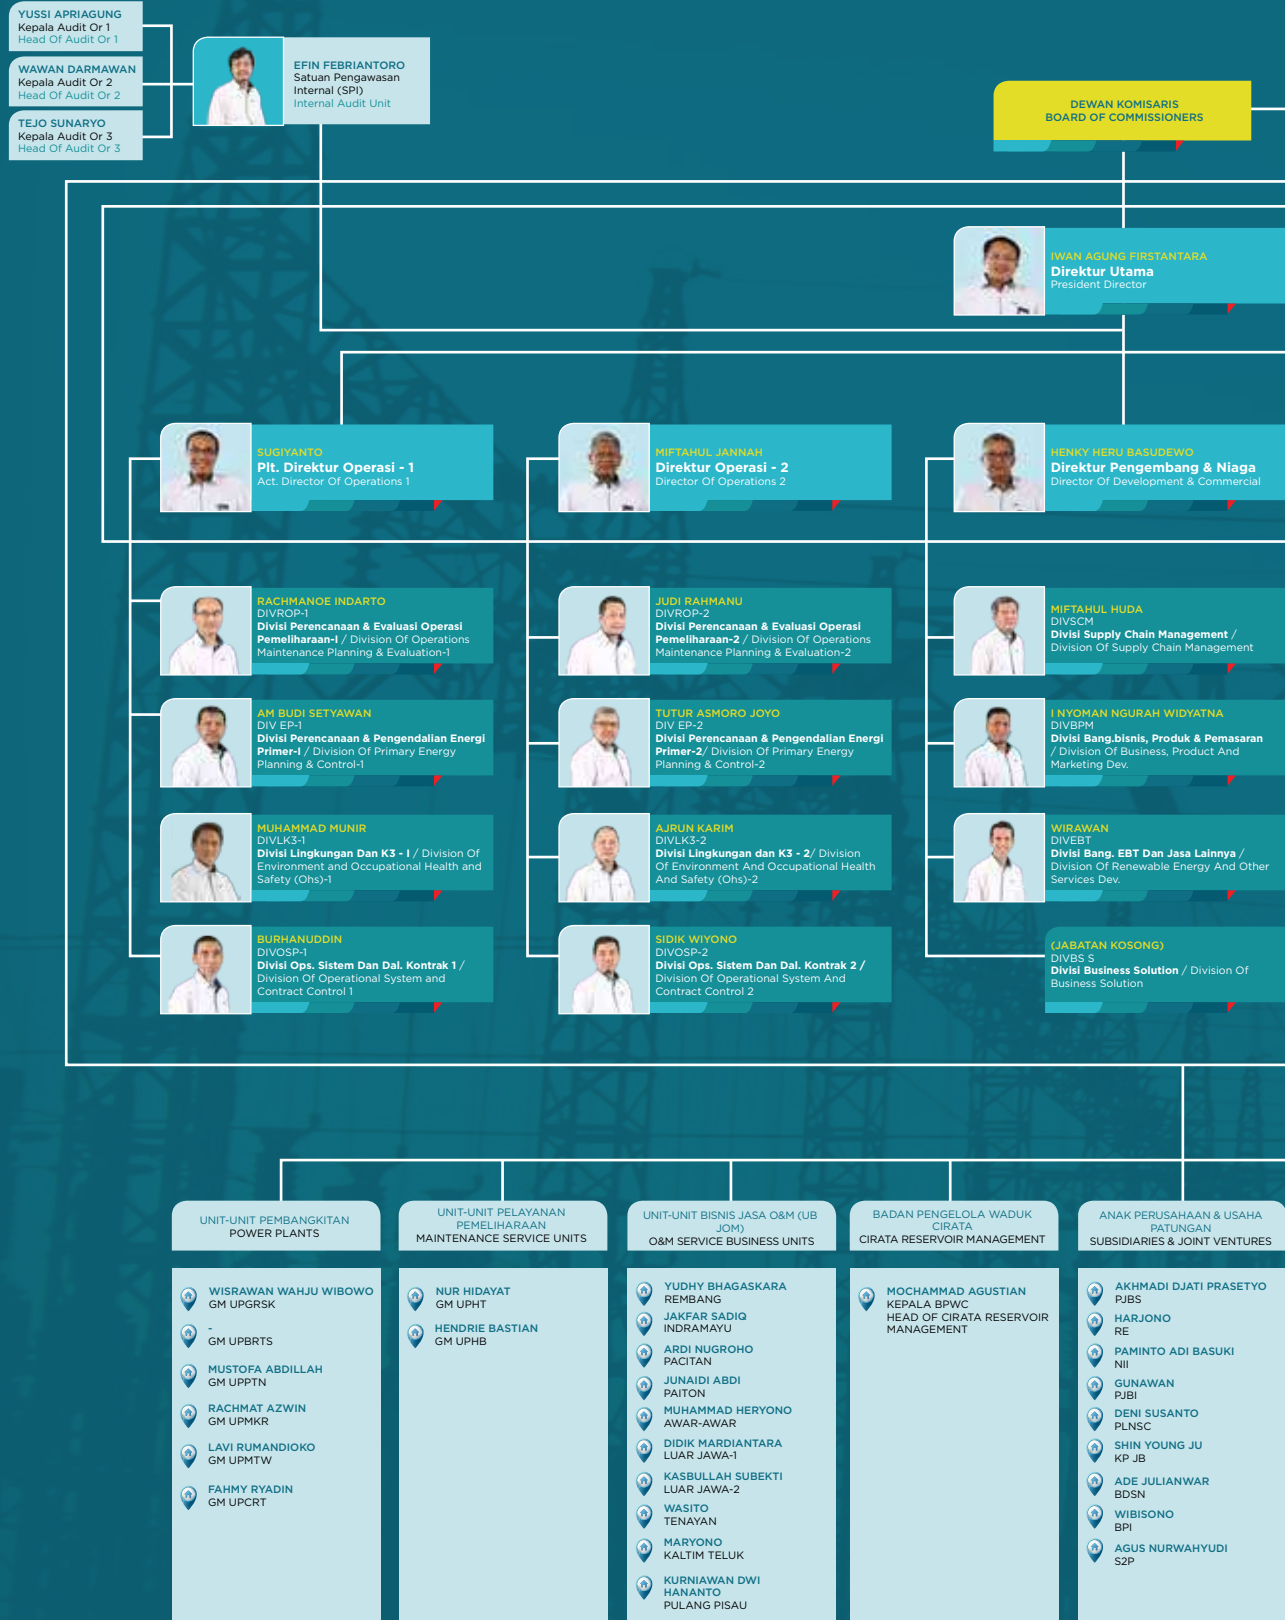 YUSSI APRIAGUNG
Kepala Audit Or 1
Head Of Audit Or 1
WAWAN DARMAWAN
Kepala Audit Or 2
Head Of Audit Or 2
TEJO SUNARYO
Kepala Audit Or 3
Head Of Audit Or 3
EFIN FEBRIANTORO
Satuan Pengawasan
Internal (SPI)
Internal Audit Unit
DEWAN KOMISARIS
BOARD OF COMMISSIONERS
IWAN AGUNG FIRSTANTARA
Direktur Utama
President Director
SUGIYANTO
Plt. Direktur Operasi - 1
Act. Director Of Operations 1
MIFTAHUL JANNAH
Direktur Operasi - 2
Director Of Operations 2
HENKY HERU BASUDEWO
Direktur Pengembang & Niaga
Director Of Development & Commercial
RACHMANOE INDARTO
DIVROP-1
Divisi Perencanaan & Evaluasi Operasi
Pemeliharaan-I / Division Of Operations
Maintenance Planning & Evaluation-1
JUDI RAHMANU
DIVROP-2
Divisi Perencanaan & Evaluasi Operasi
Pemeliharaan-2 / Division Of Operations
Maintenance Planning & Evaluation-2
MIFTAHUL HUDA
DIVSCM
Divisi Supply Chain Management /
Division Of Supply Chain Management
AM BUDI SETYAWAN
DIV EP-1
Divisi Perencanaan & Pengendalian Energi
Primer-I / Division Of Primary Energy
Planning & Control-1
TUTUR ASMORO JOYO
DIV EP-2
Divisi Perencanaan & Pengendalian Energi
Primer-2/ Division Of Primary Energy
Planning & Control-2
I NYOMAN NGURAH WIDYATNA
DIVBPM
Divisi Bang.bisnis, Produk & Pemasaran
/ Division Of Business, Product And
Marketing Dev.
MUHAMMAD MUNIR
DIVLK3-1
Divisi Lingkungan Dan K3 - I / Division Of
Environment and Occupational Health and
Safety (Ohs)-1
AJRUN KARIM
DIVLK3-2
Divisi Lingkungan dan K3 - 2/ Division
Of Environment And Occupational Health
And Safety (Ohs)-2
WIRAWAN
DIVEBT
Divisi Bang. EBT Dan Jasa Lainnya /
Division Of Renewable Energy And Other
Services Dev.
BURHANUDDIN
DIVOSP-1
Divisi Ops. Sistem Dan Dal. Kontrak 1 /
Division Of Operational System and
Contract Control 1
SIDIK WIYONO
DIVOSP-2
Divisi Ops. Sistem Dan Dal. Kontrak 2 /
Division Of Operational System And
Contract Control 2
(JABATAN KOSONG)
DIVBS S
Divisi Business Solution / Division Of
Business Solution
UNIT-UNIT PEMBANGKITAN
POWER PLANTS
WISRAWAN WAHJU WIBOWO
GM UPGRSK
-
GM UPBRTS
MUSTOFA ABDILLAH
GM UPPTN
RACHMAT AZWIN
GM UPMKR
LAVI RUMANDIOKO
GM UPMTW
FAHMY RYADIN
GM UPCRT
UNIT-UNIT PELAYANAN
PEMELIHARAAN
MAINTENANCE SERVICE UNITS
NUR HIDAYAT
GM UPHT
HENDRIE BASTIAN
GM UPHB
UNIT-UNIT BISNIS JASA O&M (UB
JOM)
O&M SERVICE BUSINESS UNITS
YUDHY BHAGASKARA
REMBANG
JAKFAR SADIQ
INDRAMAYU
ARDI NUGROHO
PACITAN
JUNAIDI ABDI
PAITON
MUHAMMAD HERYONO
AWAR-AWAR
DIDIK MARDIANTARA
LUAR JAWA-1
KASBULLAH SUBEKTI
LUAR JAWA-2
WASITO
TENAYAN
MARYONO
KALTIM TELUK
KURNIAWAN DWI
HANANTO
PULANG PISAU
BADAN PENGELOLA WADUK
CIRATA
CIRATA RESERVOIR MANAGEMENT
MOCHAMMAD AGUSTIAN
KEPALA BPWC
HEAD OF CIRATA RESERVOIR
MANAGEMENT
ANAK PERUSAHAAN & USAHA
PATUNGAN
SUBSIDIARIES & JOINT VENTURES
AKHMADI DJATI PRASETYO
PJBS
HARJONO
RE
PAMINTO ADI BASUKI
NII
GUNAWAN
PJBI
DENI SUSANTO
PLNSC
SHIN YOUNG JU
KP JB
ADE JULIANWAR
BDSN
WIBISONO
BPI
AGUS NURWAHYUDI
S2P